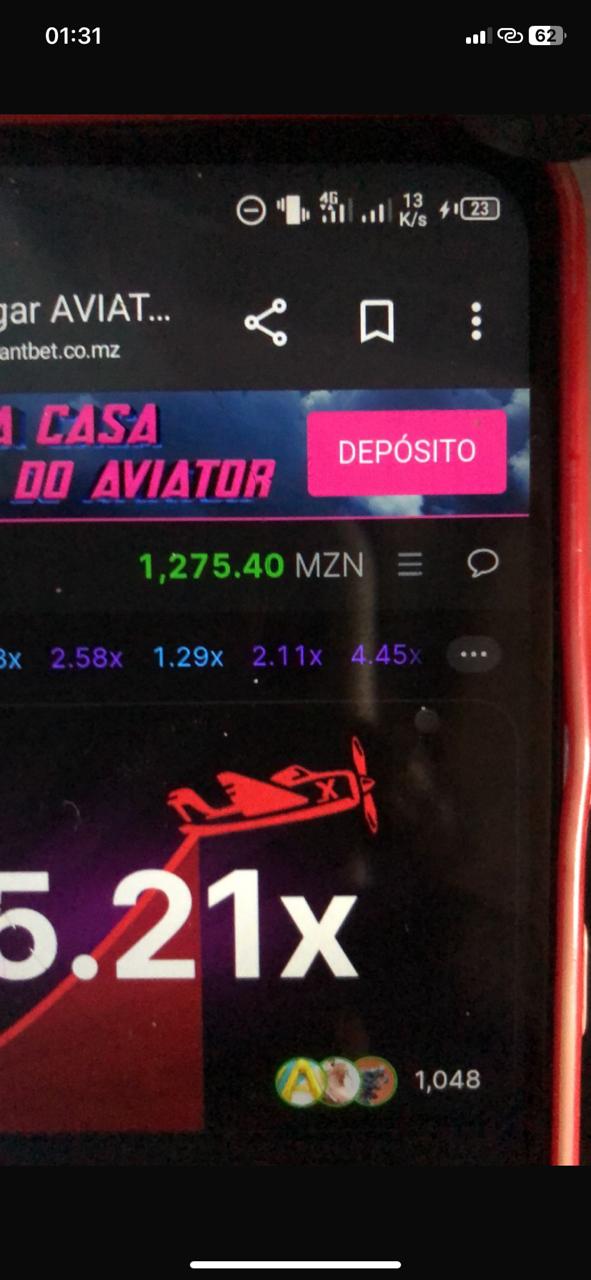 01:31
62
4G
13
K/s
23
gar AVIAT...
antbet.co.mz
A CASA
DO AVIATOR
DEPÓSITO
1,275.40 MZN
3x 2.58x 1.29x 2.11x 4.45x
X
5.21x
A
1,048